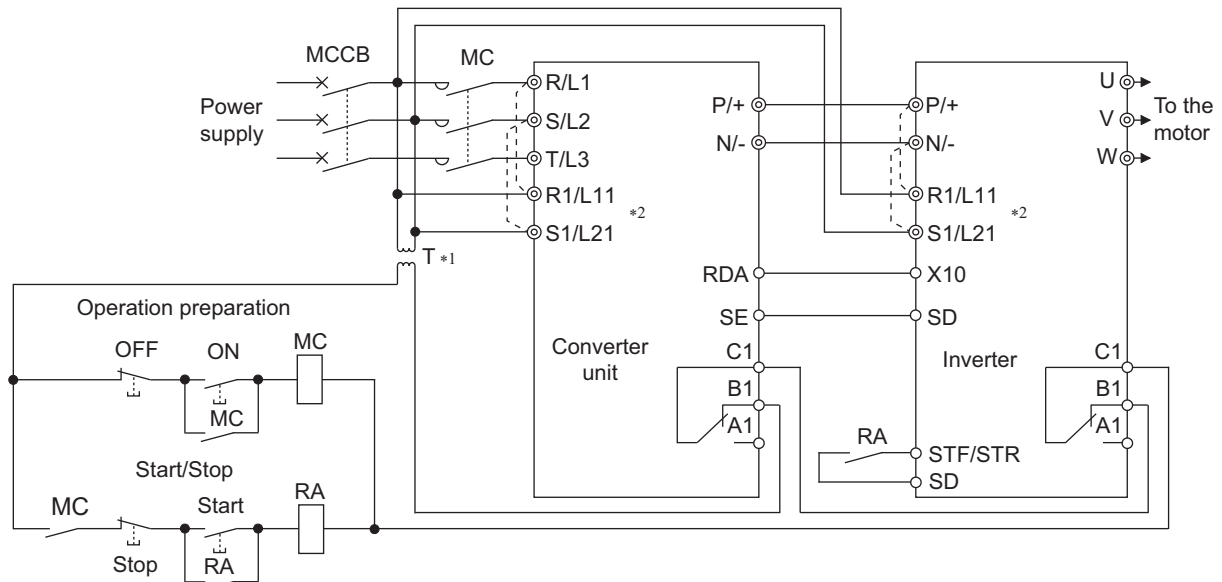 MCCB
MC
Power
supply
R/L1
S/L2
T/L3
R1/L11
*2
S1/L21
T *1
P/+
N/-
RDA
SE
C1
B1
A1
Converter
unit
P/+
N/-
R1/L11
*2
S1/L21
X10
SD
Inverter
C1
B1
A1
STF/STR
SD
RA
U
V
W
To the
motor
Operation preparation
OFF
ON
MC
MC
Start/Stop
MC
Start
RA
Stop
RA